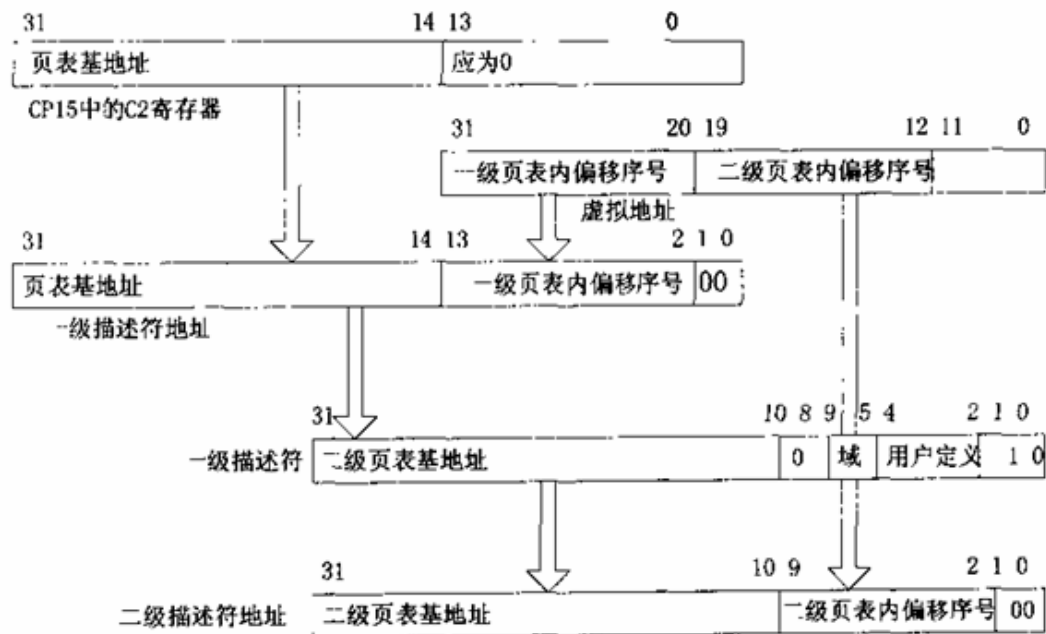 31 14 13 0
页表基地址 应为0
CP15中的C2寄存器
31 20 19 12 11 0
一级页表内偏移序号 二级页表内偏移序号
虚拟地址
31 14 13 2 1 0
页表基地址 一级页表内偏移序号 00
一级描述符地址
31 10 8 9 5 4 2 1 0
一级描述符 二级页表基地址 0 域 用户定义 1 0
31 10 9 2 1 0
二级描述符地址 二级页表基地址 二级页表内偏移序号 00